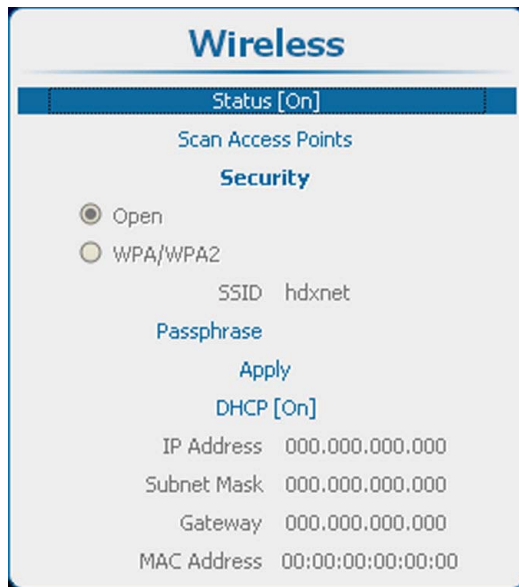 Wireless
Status [On]
Scan Access Points
Security
Open
WPA/WPA2
SSID hdxnet
Passphrase
Apply
DHCP [On]
IP Address 000.000.000.000
Subnet Mask 000.000.000.000
Gateway 000.000.000.000
MAC Address 00:00:00:00:00:00